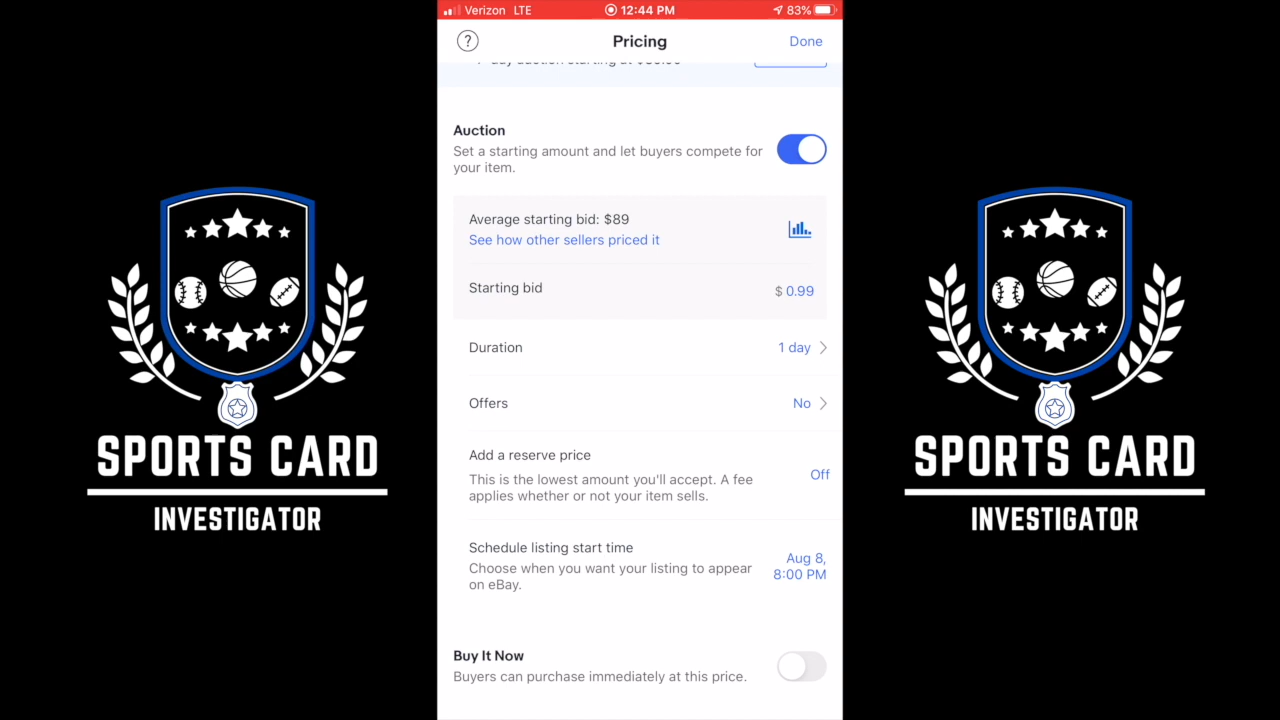 Verizon LTE 12:44 PM 83%
? Pricing Done
Auction
Set a starting amount and let buyers compete for
your item.
Average starting bid: $89
See how other sellers priced it
Starting bid $ 0.99
Duration 1 day
Offers No
Add a reserve price
This is the lowest amount you'll accept. A fee
applies whether or not your item sells.
Off
Schedule listing start time
Choose when you want your listing to appear
on eBay.
Aug 8,
8:00 PM
Buy It Now
Buyers can purchase immediately at this price.
SPORTS CARD
INVESTIGATOR
SPORTS CARD
INVESTIGATOR